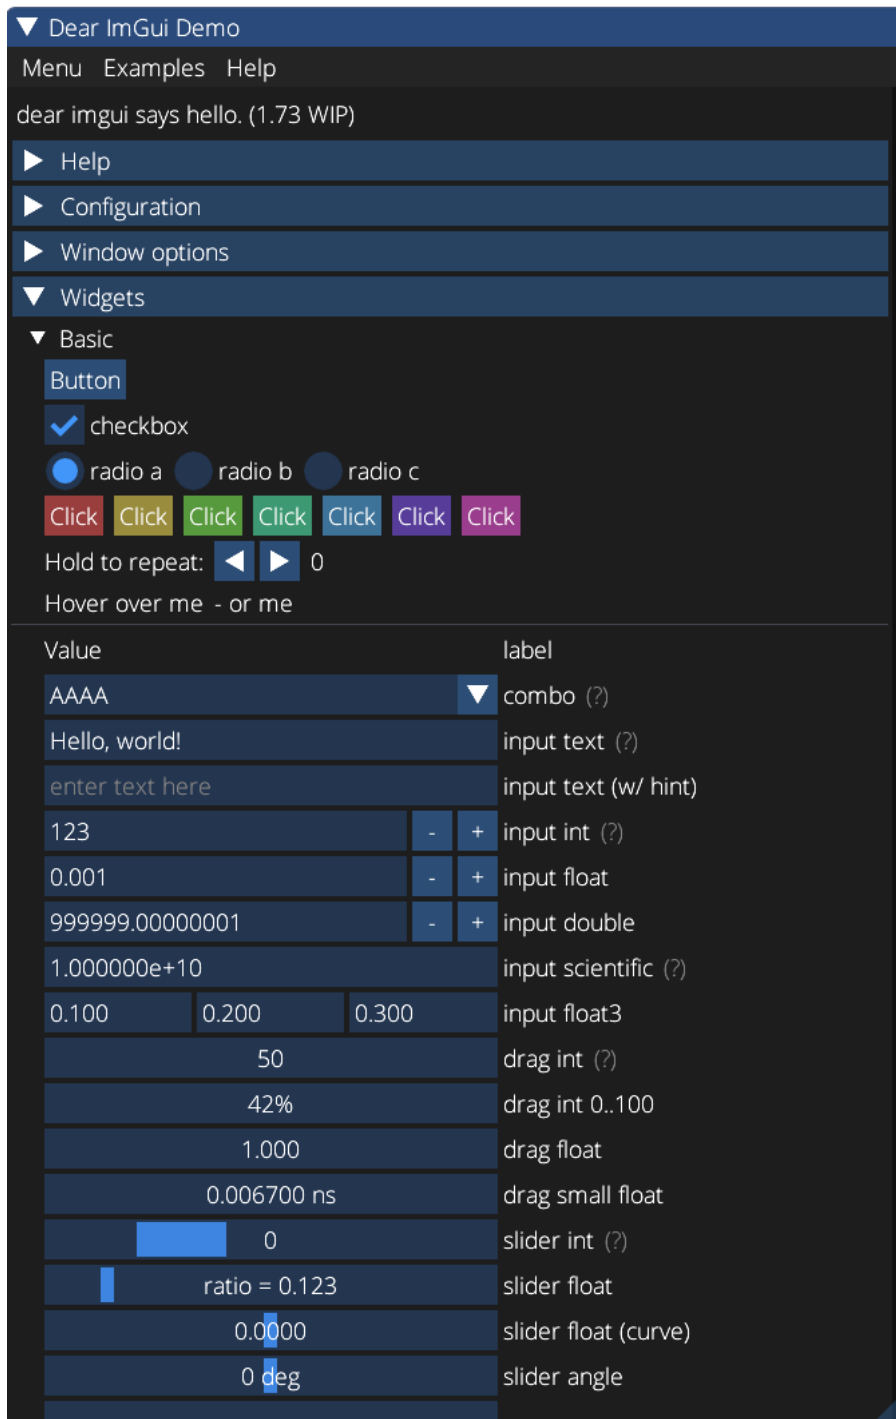 Dear ImGui Demo
Menu Examples Help
dear imgui says hello. (1.73 WIP)
Help
Configuration
Window options
Widgets
Basic
Button
checkbox
radio a radio b radio c
Click Click Click Click Click Click Click
Hold to repeat: 0
Hover over me - or me
Value label
AAAA combo (?)
Hello, world! input text (?)
enter text here input text (w/ hint)
123 - + input int (?)
0.001 - + input float
999999.00000001 - + input double
1.000000e+10 input scientific (?)
0.100 0.200 0.300 input float3
50 drag int (?)
42% drag int 0..100
1.000 drag float
0.006700 ns drag small float
0 slider int (?)
ratio = 0.123 slider float
0.0000 slider float (curve)
0 deg slider angle